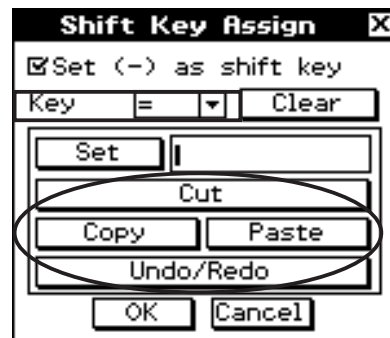 Shift Key Assign X
Set (-) as shift key
Key = Clear
Set
Cut
Copy Paste
Undo/Redo
OK Cancel